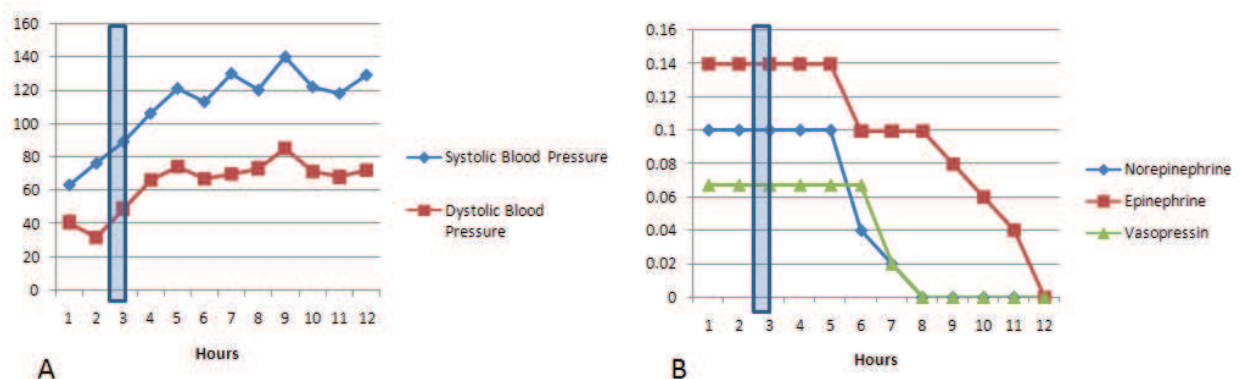 160
140
120
100
80
60
40
20
0
1 2 3 4 5 6 7 8 9 10 11 12
Hours
A
Systolic Blood Pressure
Dystolic Blood
Pressure
0.16
0.14
0.12
0.1
0.08
0.06
0.04
0.02
0
1 2 3 4 5 6 7 8 9 10 11 12
Hours
B
Norepinephrine
Epinephrine
Vasopressin